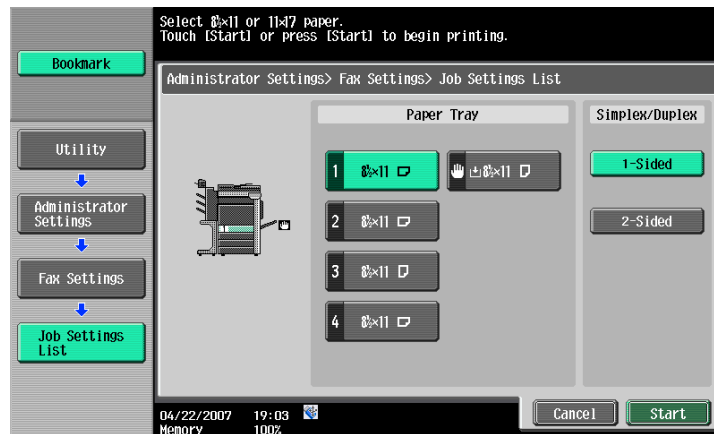 Select 8½×11 or 11×17 paper.
Touch [Start] or press [Start] to begin printing.
Bookmark
Administrator Settings> Fax Settings> Job Settings List
Utility
Administrator
Settings
Fax Settings
Job Settings
List
Paper Tray
1 8½×11
8½×11
2 8½×11
3 8½×11
4 8½×11
Simplex/Duplex
1-Sided
2-Sided
Cancel
Start
04/22/2007 19:03
Memory 100%